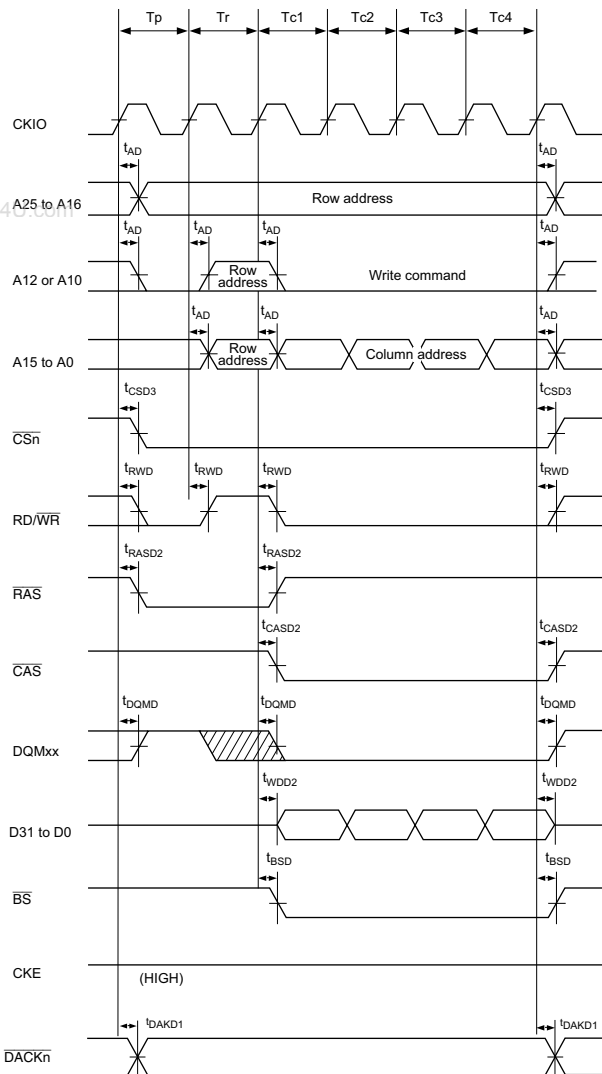 Tp Tr Tc1 Tc2 Tc3 Tc4
CKIO
tAD tAD
A25 to A16 Row address
4U.com
tAD tAD tAD tAD
A12 or A10 Row address Write command
tAD tAD tAD
A15 to A0 Row address Column address
tCSD3 tCSD3
CSn
tRWD tRWD tRWD tRWD
RD/WR
tRASD2 tRASD2
RAS
tCASD2 tCASD2
CAS
tDQMD tDQMD tDQMD
DQMxx
tWDD2 tWDD2
D31 to D0
tBSD tBSD
BS
CKE
(HIGH)
tDAKD1 tDAKD1
DACKn